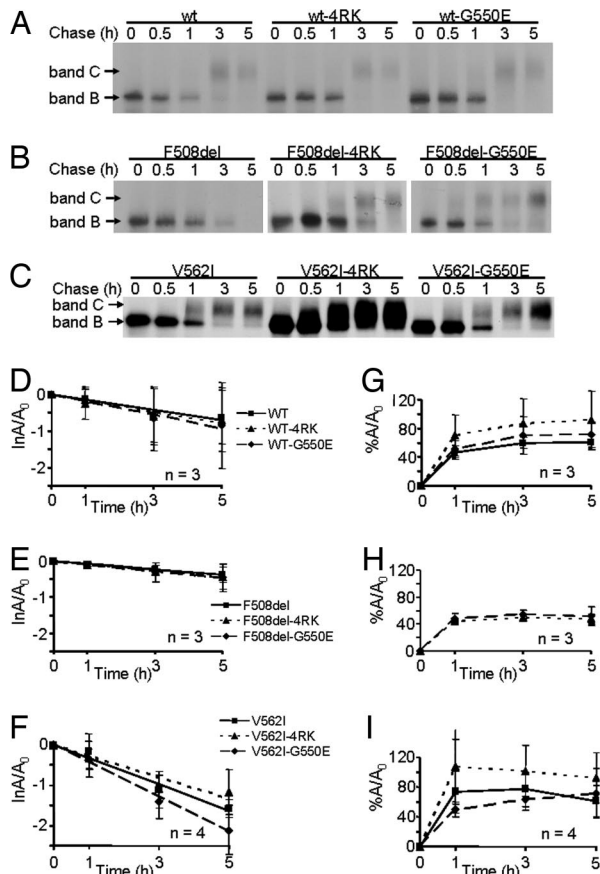 A
wt wt-4RK wt-G550E
Chase (h) 0 0.5 1 3 5 0 0.5 1 3 5 0 0.5 1 3 5
band C
band B
B
F508del F508del-4RK F508del-G550E
Chase (h) 0 0.5 1 3 5 0 0.5 1 3 5 0 0.5 1 3 5
band C
band B
C
V562I V562I-4RK V562I-G550E
Chase (h) 0 0.5 1 3 5 0 0.5 1 3 5 0 0.5 1 3 5
band C
band B
D
lnA/A0
0
-1
-2
WT
WT-4RK
WT-G550E
n = 3
0 1 3 5
Time (h)
G
%A/A0
120
80
40
0
n = 3
0 1 3 5
Time (h)
E
lnA/A0
0
-1
-2
F508del
F508del-4RK
F508del-G550E
n = 3
0 1 3 5
Time (h)
H
%A/A0
120
80
40
0
n = 3
0 1 3 5
Time (h)
F
V562I
V562I-4RK
V562I-G550E
lnA/A0
0
-1
-2
n = 4
0 1 3 5
Time (h)
I
%A/A0
120
80
40
0
n = 4
0 1 3 5
Time (h)